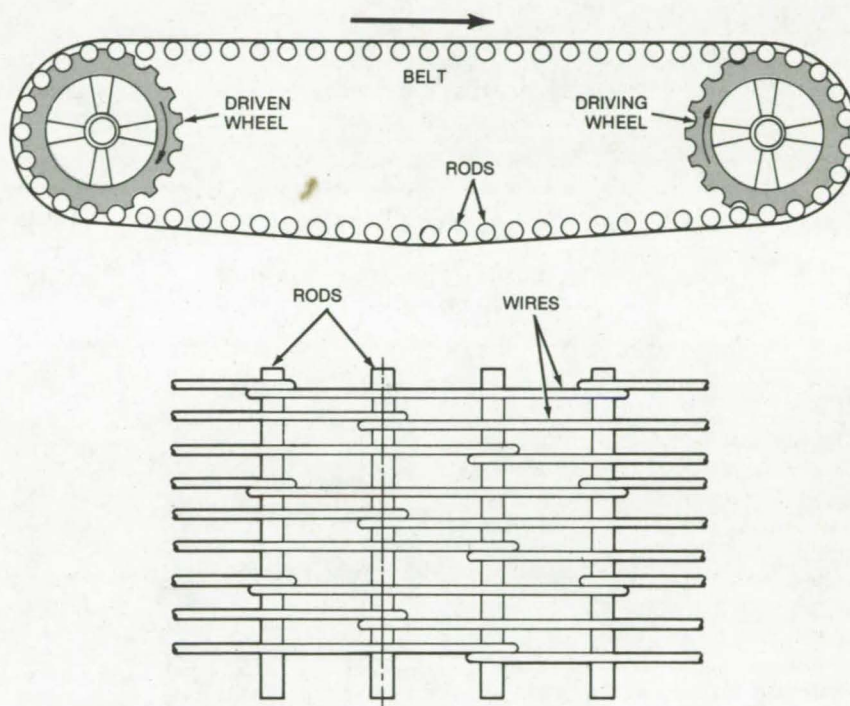 BELT
DRIVEN
WHEEL
DRIVING
WHEEL
RODS
RODS
WIRES